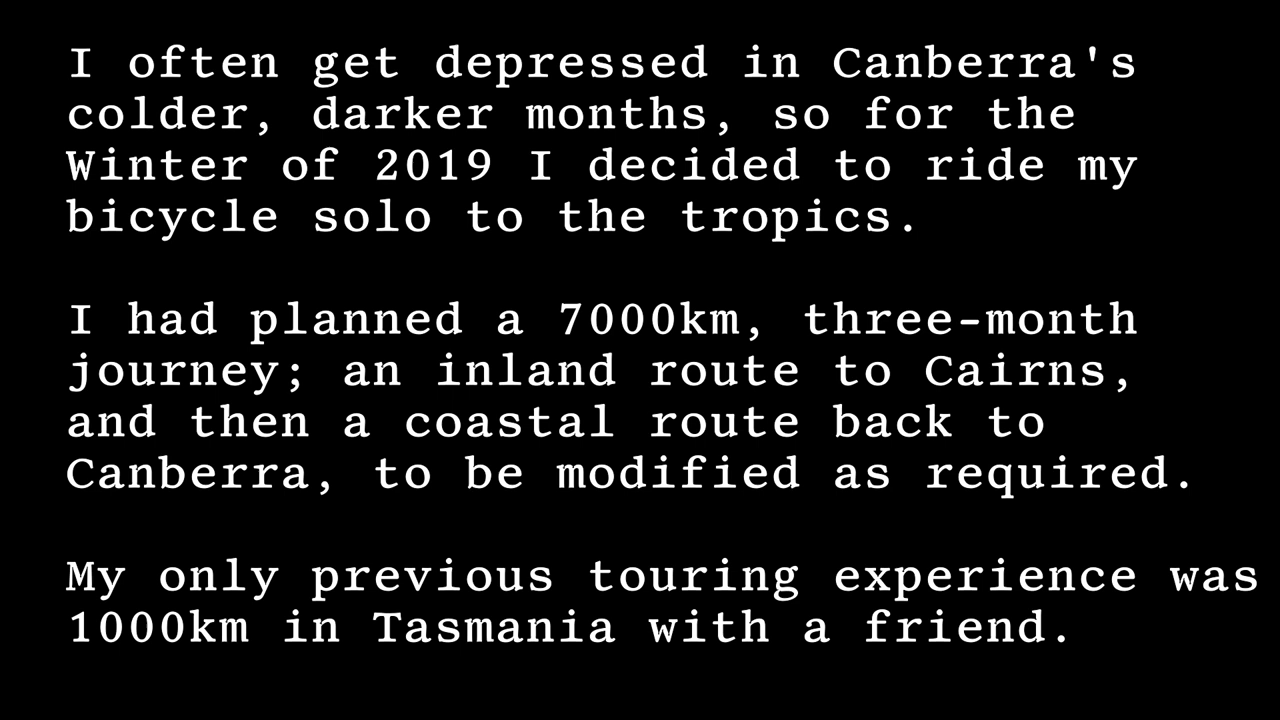 I often get depressed in Canberra's
colder, darker months, so for the
Winter of 2019 I decided to ride my
bicycle solo to the tropics.
I had planned a 7000km, three-month
journey; an inland route to Cairns,
and then a coastal route back to
Canberra, to be modified as required.
My only previous touring experience was
1000km in Tasmania with a friend.